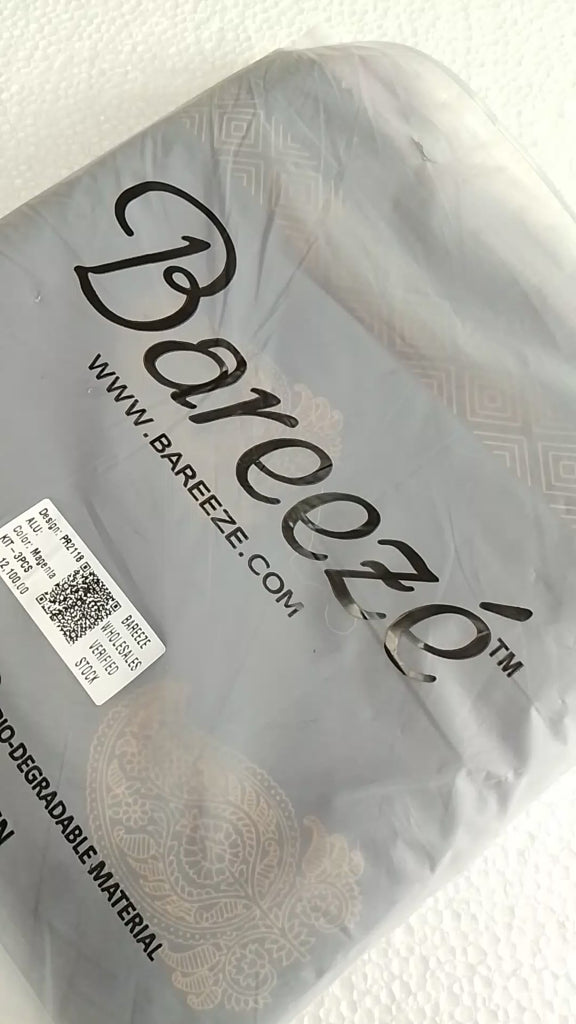 Bareezé™
WWW.BAREEZE.COM
Design: PR2118
ALU:
Color: Magenta
KIT - 3PCS
12,100.00
BAREEZE
WHOLESALES
VERIFIED
STOCK
BIO-DEGRADABLE MATERIAL